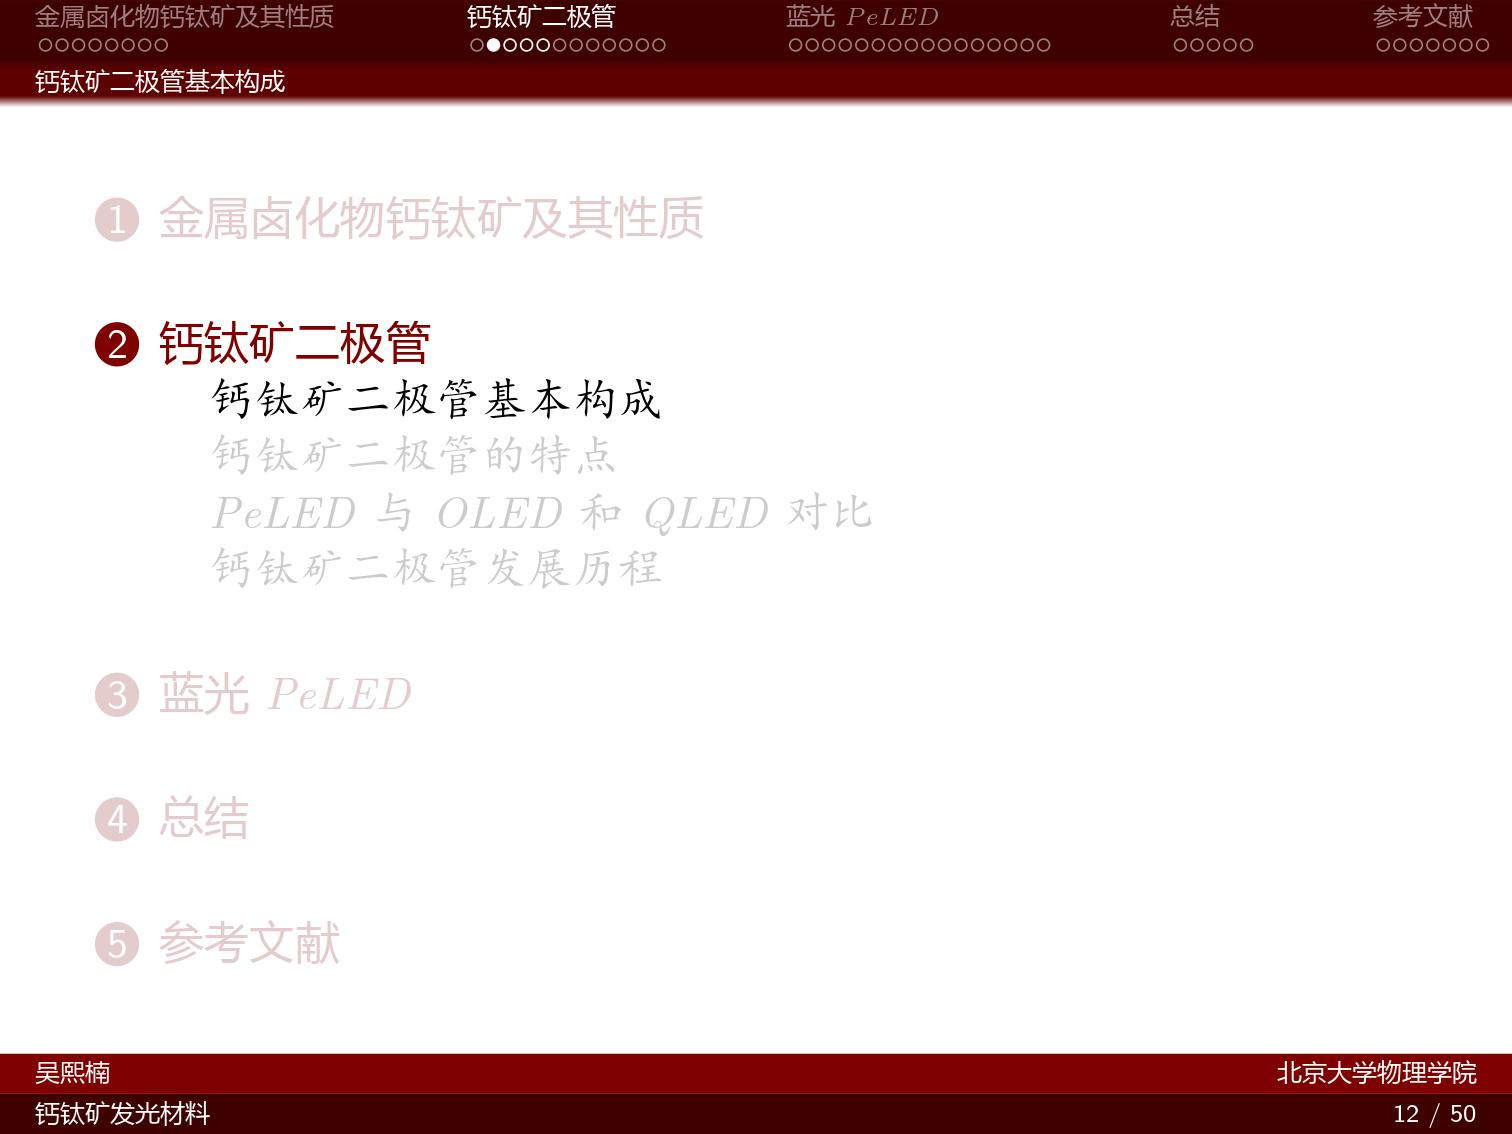 金属卤化物钙钛矿及其性质 钙钛矿二极管 蓝光 PeLED 总结 参考文献
钙钛矿二极管基本构成
1 金属卤化物钙钛矿及其性质
2 钙钛矿二极管
钙钛矿二极管基本构成
钙钛矿二极管的特点
PeLED 与 OLED 和 QLED 对比
钙钛矿二极管发展历程
3 蓝光 PeLED
4 总结
5 参考文献
吴熙楠 北京大学物理学院
钙钛矿发光材料 12 / 50